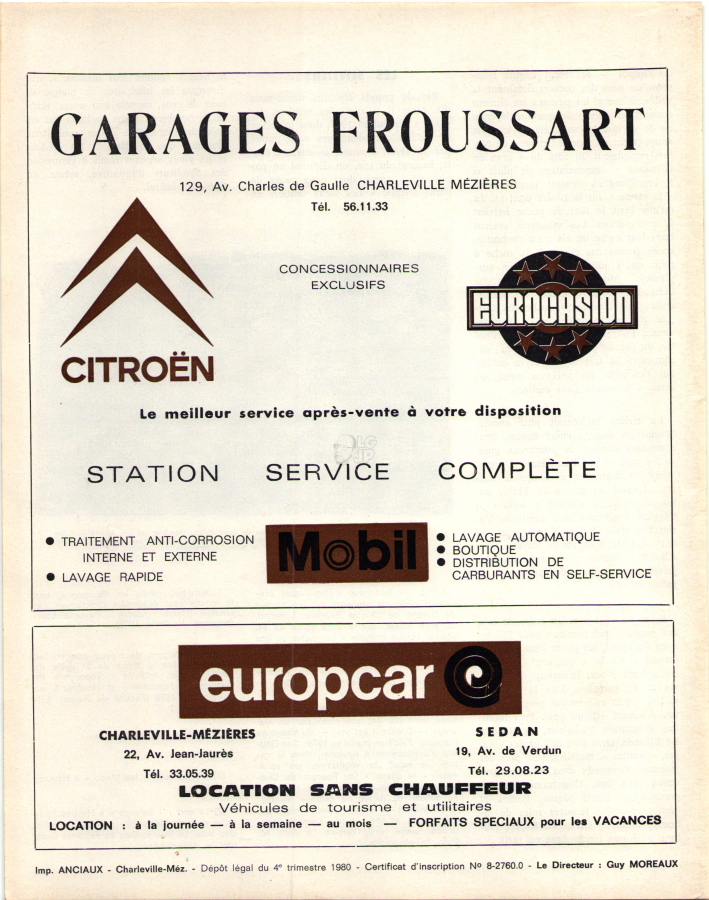 GARAGES FROUSSART
129, Av. Charles de Gaulle CHARLEVILLE MÉZIÈRES
Tél. 56.11.33
CONCESSIONNAIRES
EXCLUSIFS
CITROËN
EUROCASION
Le meilleur service après-vente à votre disposition
LG
JP
STATION SERVICE COMPLÈTE
● TRAITEMENT ANTI-CORROSION
INTERNE ET EXTERNE
● LAVAGE RAPIDE
Mobil
● LAVAGE AUTOMATIQUE
● BOUTIQUE
● DISTRIBUTION DE
CARBURANTS EN SELF-SERVICE
europcar
CHARLEVILLE-MÉZIÈRES
22, Av. Jean-Jaurès
Tél. 33.05.39
SEDAN
19, Av. de Verdun
Tél. 29.08.23
LOCATION SANS CHAUFFEUR
Véhicules de tourisme et utilitaires
LOCATION : à la journée — à la semaine — au mois — FORFAITS SPECIAUX pour les VACANCES
Imp. ANCIAUX - Charleville-Méz. - Dépôt légal du 4e trimestre 1980 - Certificat d'inscription No 8-2760.0 - Le Directeur : Guy MOREAUX